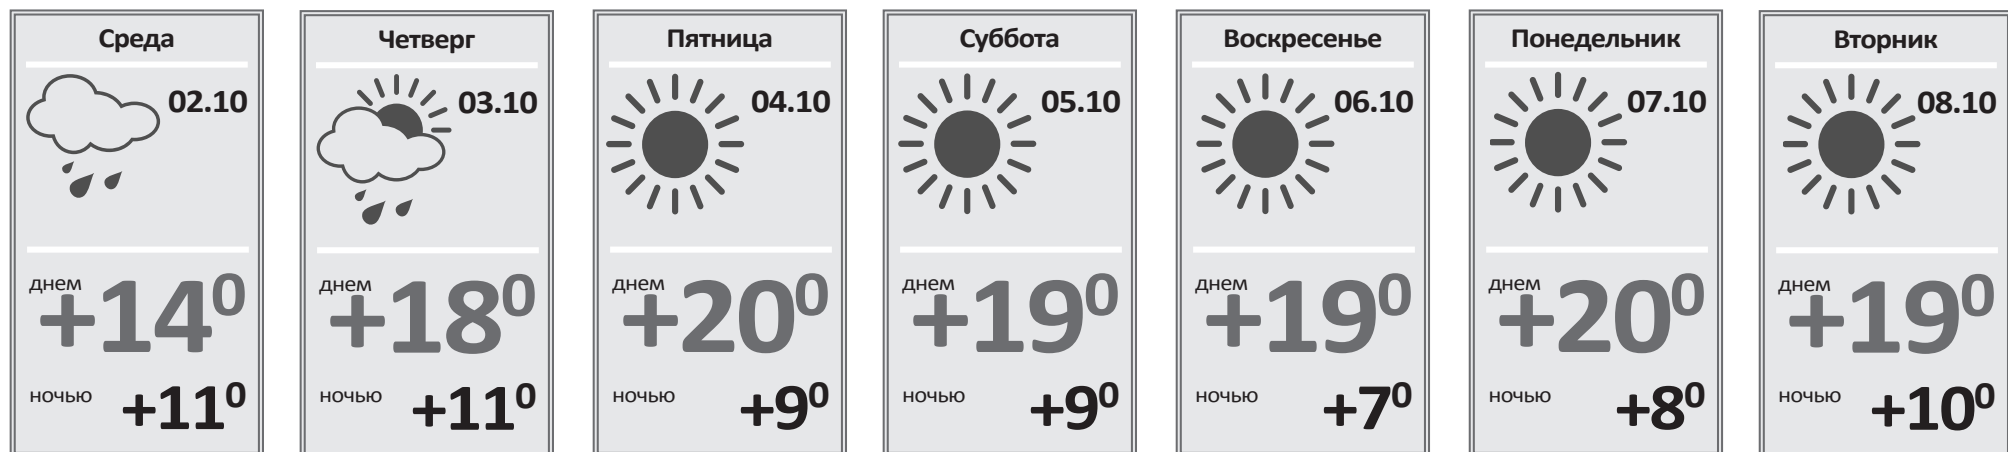 Среда
02.10
днем
+14⁰
ночью
+11⁰
Четверг
03.10
днем
+18⁰
ночью
+11⁰
Пятница
04.10
днем
+20⁰
ночью
+9⁰
Суббота
05.10
днем
+19⁰
ночью
+9⁰
Воскресенье
06.10
днем
+19⁰
ночью
+7⁰
Понедельник
07.10
днем
+20⁰
ночью
+8⁰
Вторник
08.10
днем
+19⁰
ночью
+10⁰